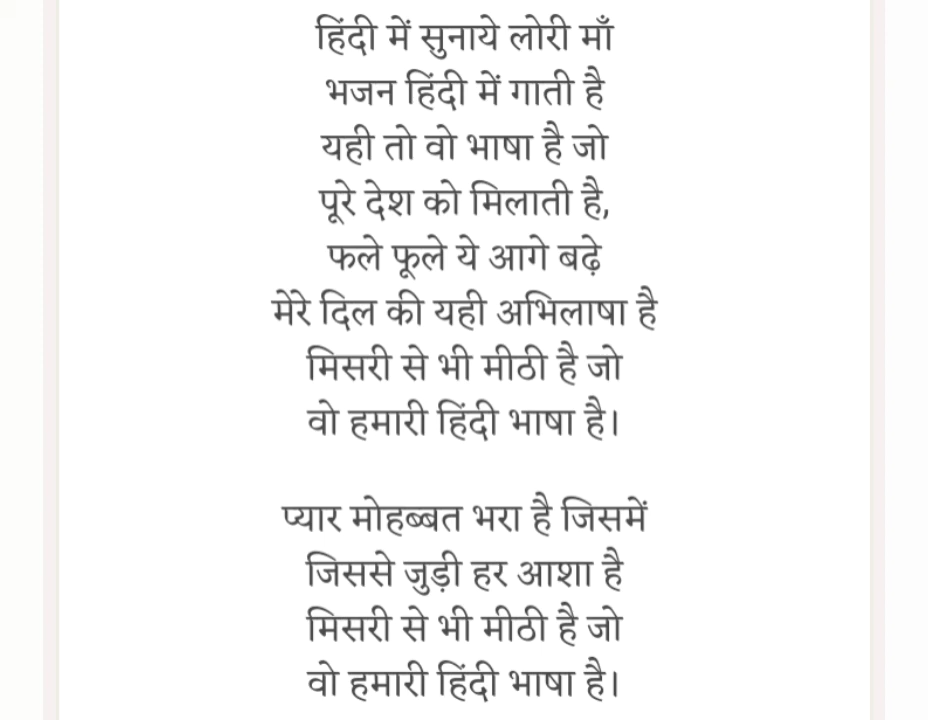 हिंदी में सुनाये लोरी माँ
भजन हिंदी में गाती है
यही तो वो भाषा है जो
पूरे देश को मिलाती है,
फले फूले ये आगे बढ़े
मेरे दिल की यही अभिलाषा है
मिसरी से भी मीठी है जो
वो हमारी हिंदी भाषा है।
प्यार मोहब्बत भरा है जिसमें
जिससे जुड़ी हर आशा है
मिसरी से भी मीठी है जो
वो हमारी हिंदी भाषा है।